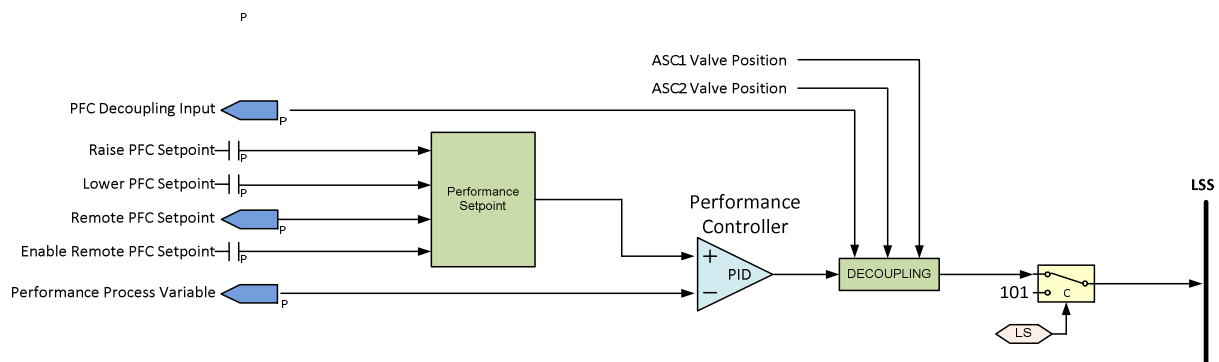 P
ASC1 Valve Position
ASC2 Valve Position
PFC Decoupling Input
P
Raise PFC Setpoint
P
Lower PFC Setpoint
P
Remote PFC Setpoint
P
Enable Remote PFC Setpoint
P
Performance Process Variable
P
Performance
Setpoint
Performance
Controller
+
PID
−
DECOUPLING
101
C
LS
LSS